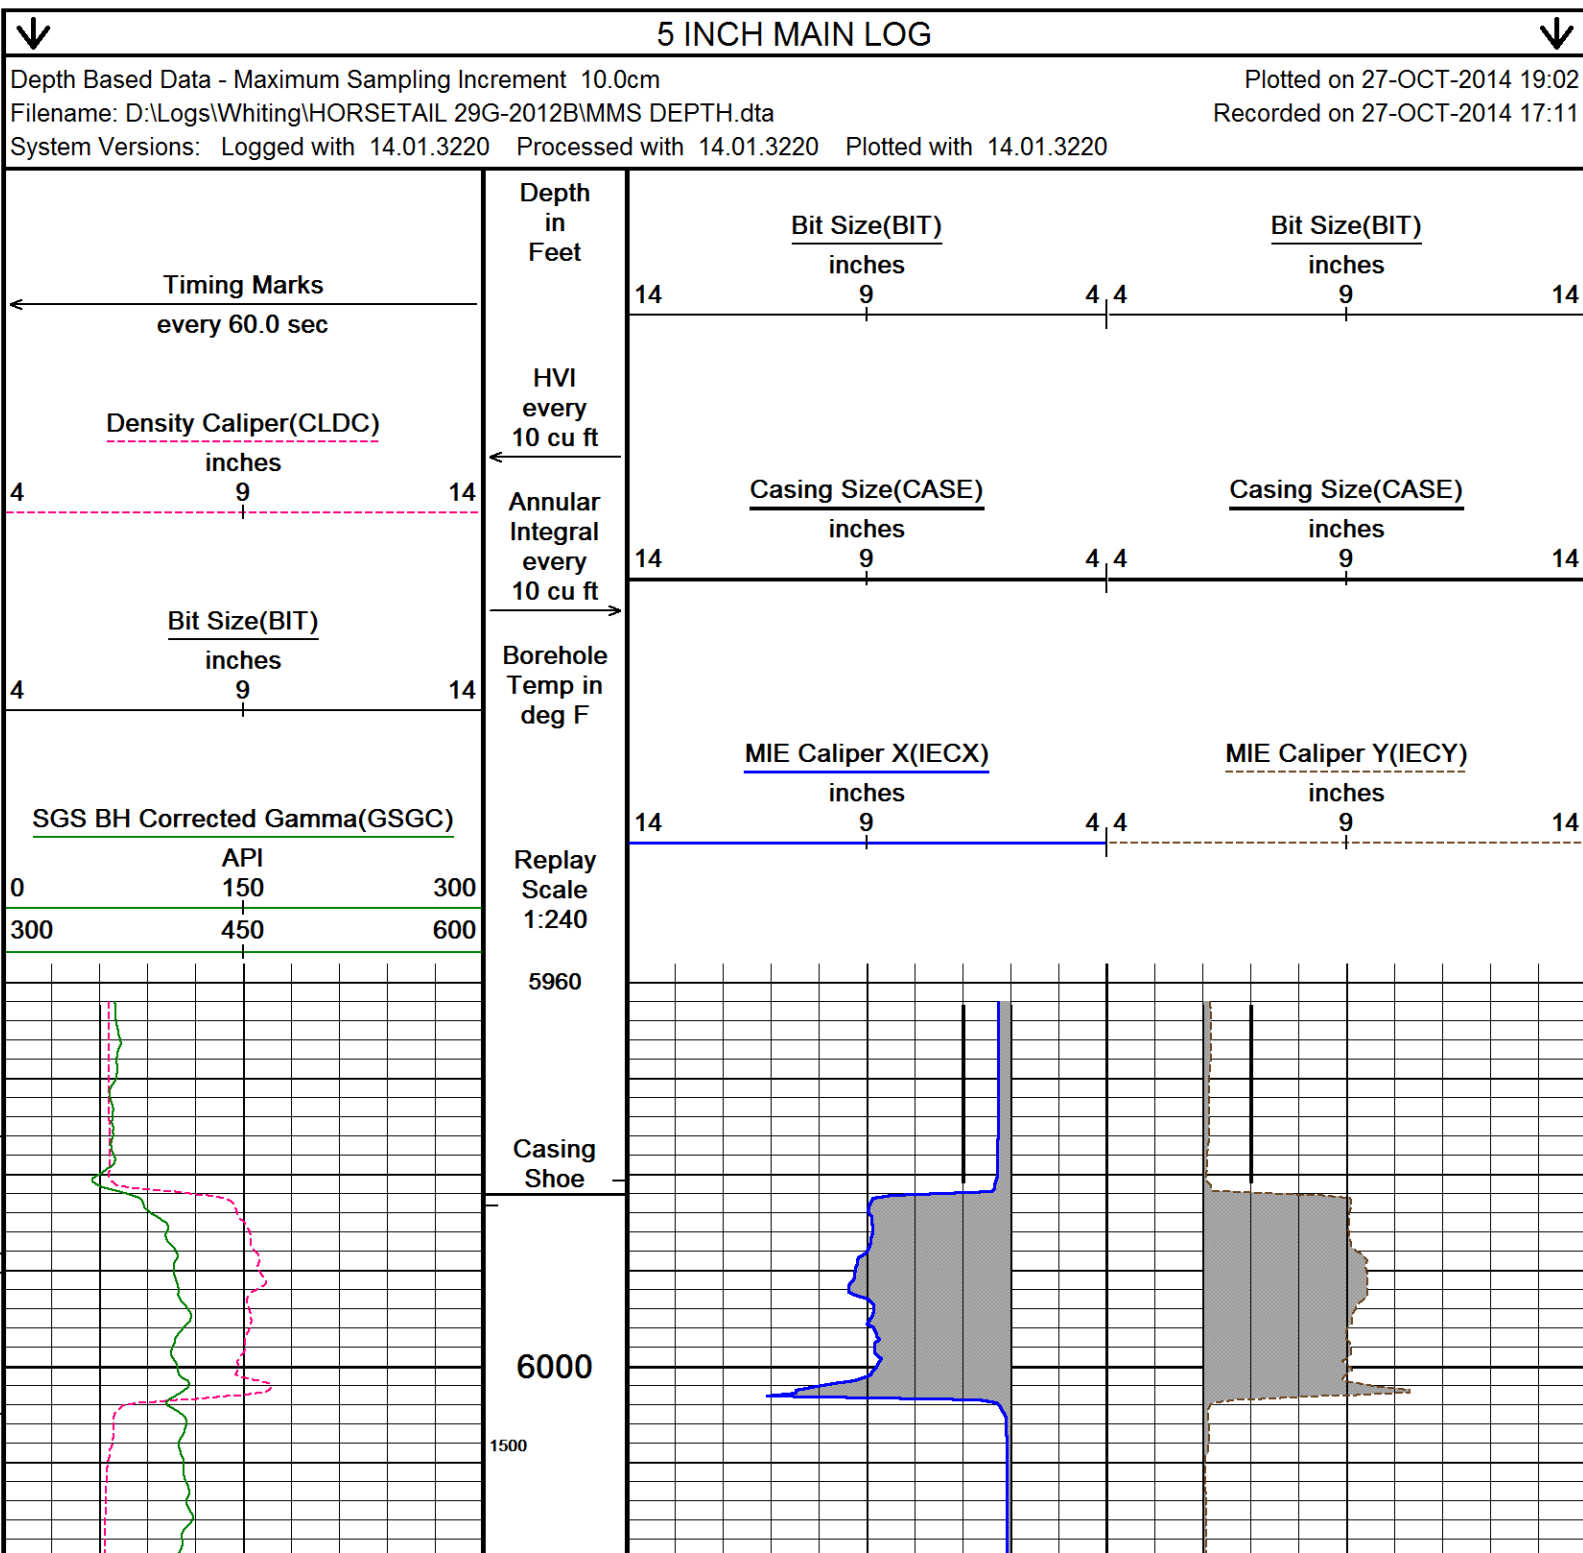 5 INCH MAIN LOG
Depth Based Data - Maximum Sampling Increment 10.0cm
Plotted on 27-OCT-2014 19:02
Filename: D:\Logs\Whiting\HORSETAIL 29G-2012B\MMS DEPTH.dta
Recorded on 27-OCT-2014 17:11
System Versions: Logged with 14.01.3220 Processed with 14.01.3220 Plotted with 14.01.3220
Timing Marks
every 60.0 sec
Density Caliper(CLDC)
inches
4 9 14
Bit Size(BIT)
inches
4 9 14
SGS BH Corrected Gamma(GSGC)
API
0 150 300
300 450 600
Depth
in
Feet
HVI
every
10 cu ft
Annular
Integral
every
10 cu ft
Borehole
Temp in
deg F
Replay
Scale
1:240
5960
Casing
Shoe
6000
1500
Bit Size(BIT)
inches
14 9 4
Casing Size(CASE)
inches
14 9 4
MIE Caliper X(IECX)
inches
14 9 4
Bit Size(BIT)
inches
4 9 14
Casing Size(CASE)
inches
4 9 14
MIE Caliper Y(IECY)
inches
4 9 14